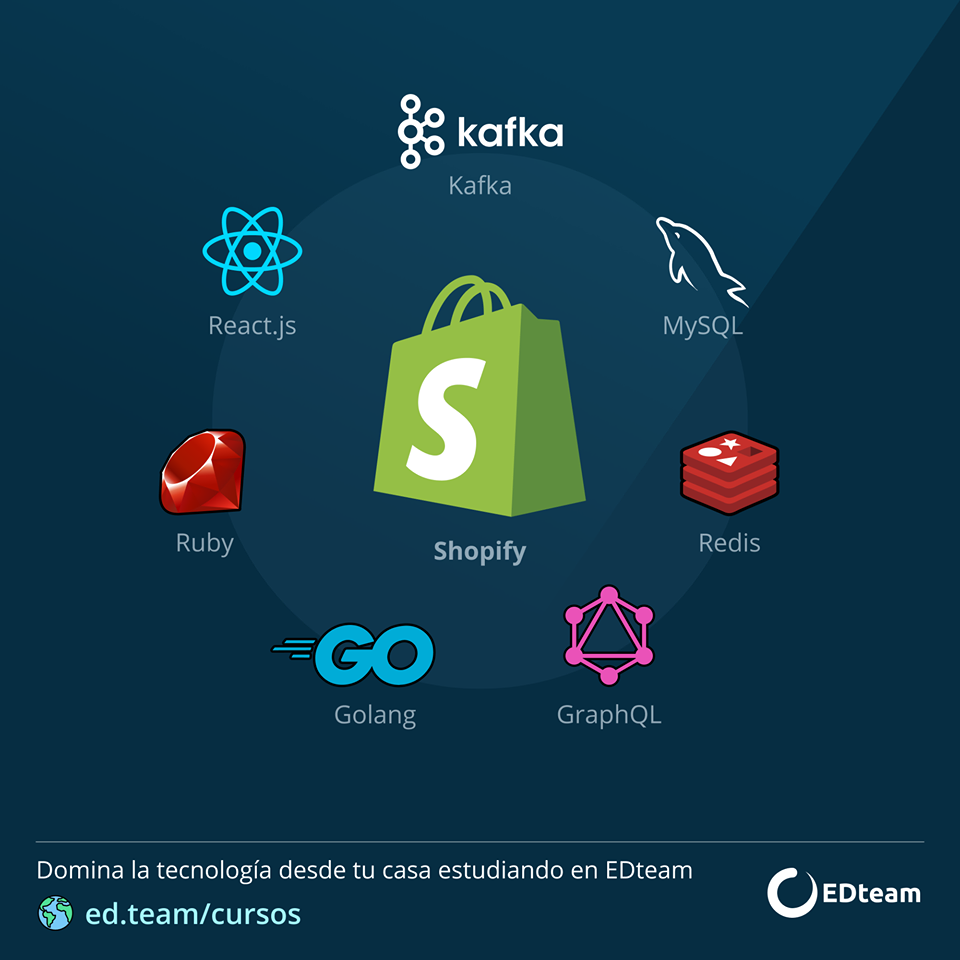 kafka
Kafka
React.js
MySQL
S
Shopify
Ruby
Redis
GO
Golang
GraphQL
Domina la tecnología desde tu casa estudiando en EDteam
ed.team/cursos
EDteam